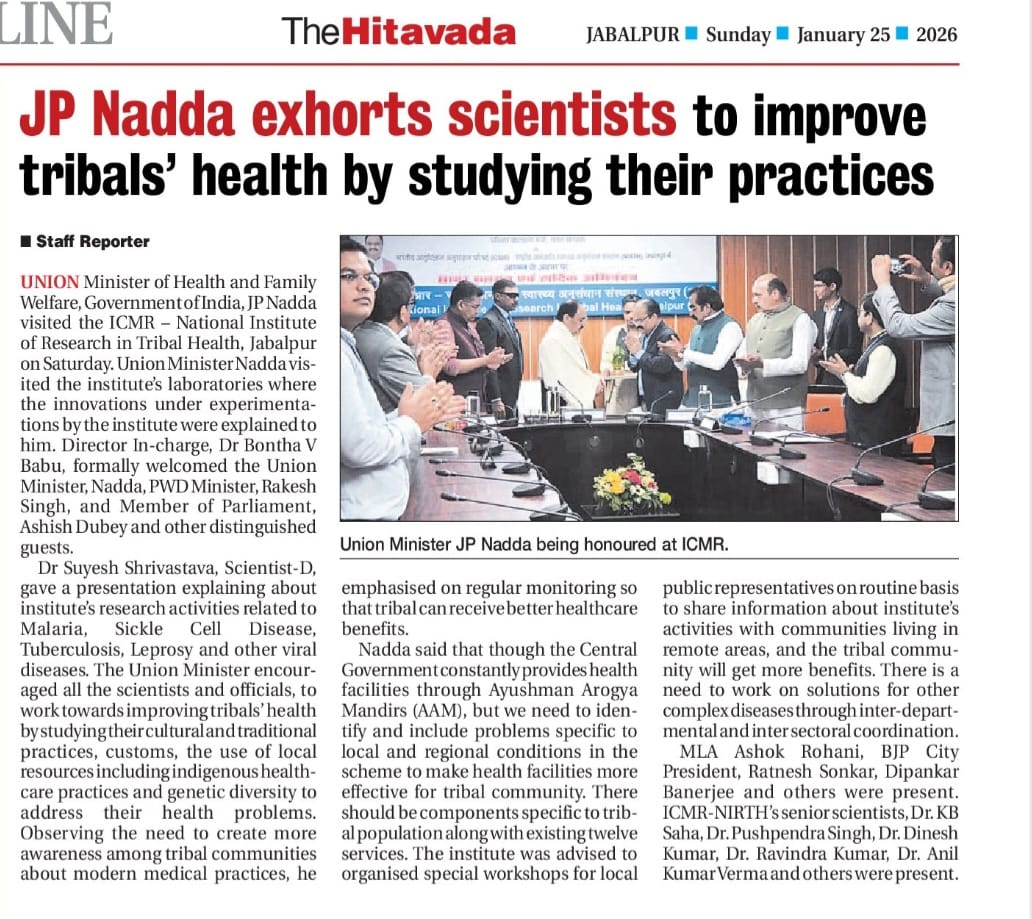 LINE
TheHitavada
JABALPUR ■ Sunday ■ January 25 ■ 2026
JP Nadda exhorts scientists to improve
tribals’ health by studying their practices
■ Staff Reporter
UNION Minister of Health and Family
Welfare, Government of India, JP Nadda
visited the ICMR – National Institute
of Research in Tribal Health, Jabalpur
on Saturday. Union Minister Nadda vis-
ited the institute’s laboratories where
the innovations under experimenta-
tions by the institute were explained to
him. Director In-charge, Dr Bontha V
Babu, formally welcomed the Union
Minister, Nadda, PWD Minister, Rakesh
Singh, and Member of Parliament,
Ashish Dubey and other distinguished
guests.
Dr Suyesh Shrivastava, Scientist-D,
gave a presentation explaining about
institute’s research activities related to
Malaria, Sickle Cell Disease,
Tuberculosis, Leprosy and other viral
diseases. The Union Minister encour-
aged all the scientists and officials, to
work towards improving tribals’ health
by studying their cultural and traditional
practices, customs, the use of local
resources including indigenous health-
care practices and genetic diversity to
address their health problems.
Observing the need to create more
awareness among tribal communities
about modern medical practices, he
स्वास्थ्य अनुसंधान संस्थान, जबलपुर
Union Minister JP Nadda being honoured at ICMR.
emphasised on regular monitoring so
that tribal can receive better healthcare
benefits.
Nadda said that though the Central
Government constantly provides health
facilities through Ayushman Arogya
Mandirs (AAM), but we need to iden-
tify and include problems specific to
local and regional conditions in the
scheme to make health facilities more
effective for tribal community. There
should be components specific to trib-
al population along with existing twelve
services. The institute was advised to
organised special workshops for local
public representatives on routine basis
to share information about institute’s
activities with communities living in
remote areas, and the tribal commu-
nity will get more benefits. There is a
need to work on solutions for other
complex diseases through inter-depart-
mental and inter sectoral coordination.
MLA Ashok Rohani, BJP City
President, Ratnesh Sonkar, Dipankar
Banerjee and others were present.
ICMR-NIRTH’s senior scientists, Dr. KB
Saha, Dr. Pushpendra Singh, Dr. Dinesh
Kumar, Dr. Ravindra Kumar, Dr. Anil
Kumar Verma and others were present.